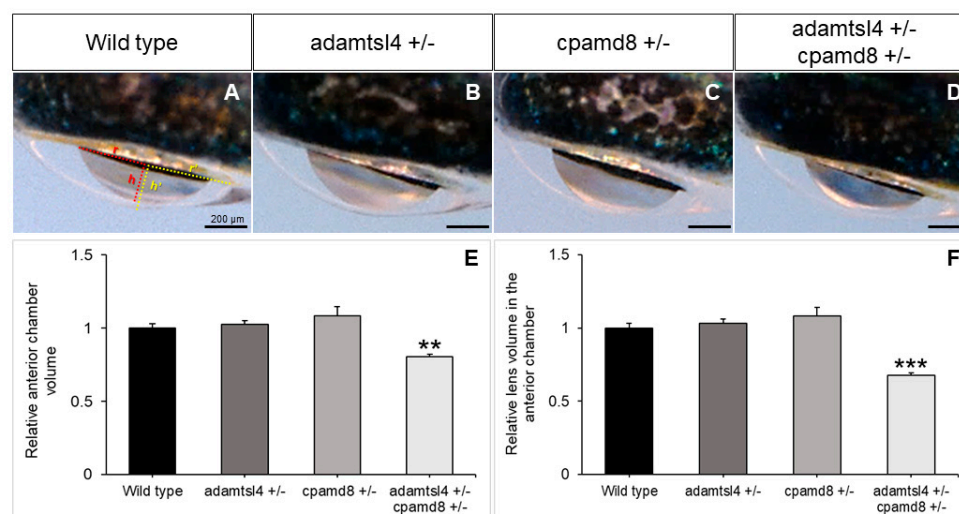 Wild type
adamtsl4 +/-
cpamd8 +/-
adamtsl4 +/-
cpamd8 +/-
A
B
C
D
r
r'
h
h'
200 µm
E
Relative anterior chamber
volume
1.5
1
0.5
0
**
Wild type
adamtsl4 +/-
cpamd8 +/-
adamtsl4 +/-
cpamd8 +/-
F
Relative lens volume in the
anterior chamber
1.5
1
0.5
0
***
Wild type
adamtsl4 +/-
cpamd8 +/-
adamtsl4 +/-
cpamd8 +/-